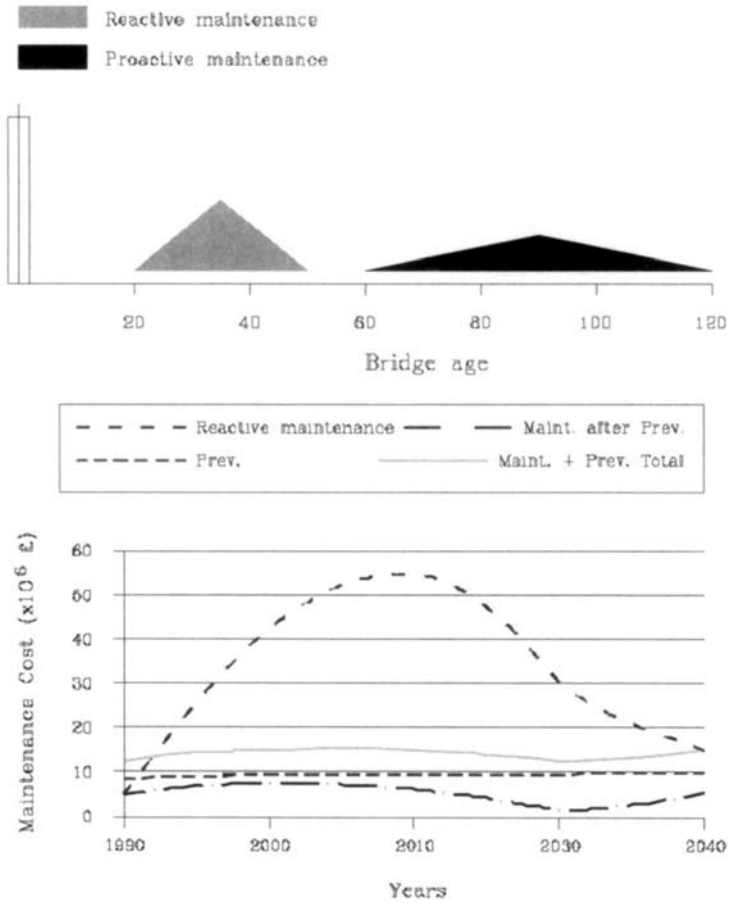 Reactive maintenance
Proactive maintenance
20 40 60 80 100 120
Bridge age
Reactive maintenance Maint. after Prev.
Prev. Maint. + Prev. Total
Maintenance Cost (x10⁶ £)
60
50
40
30
20
10
0
1990 2000 2010 2030 2040
Years